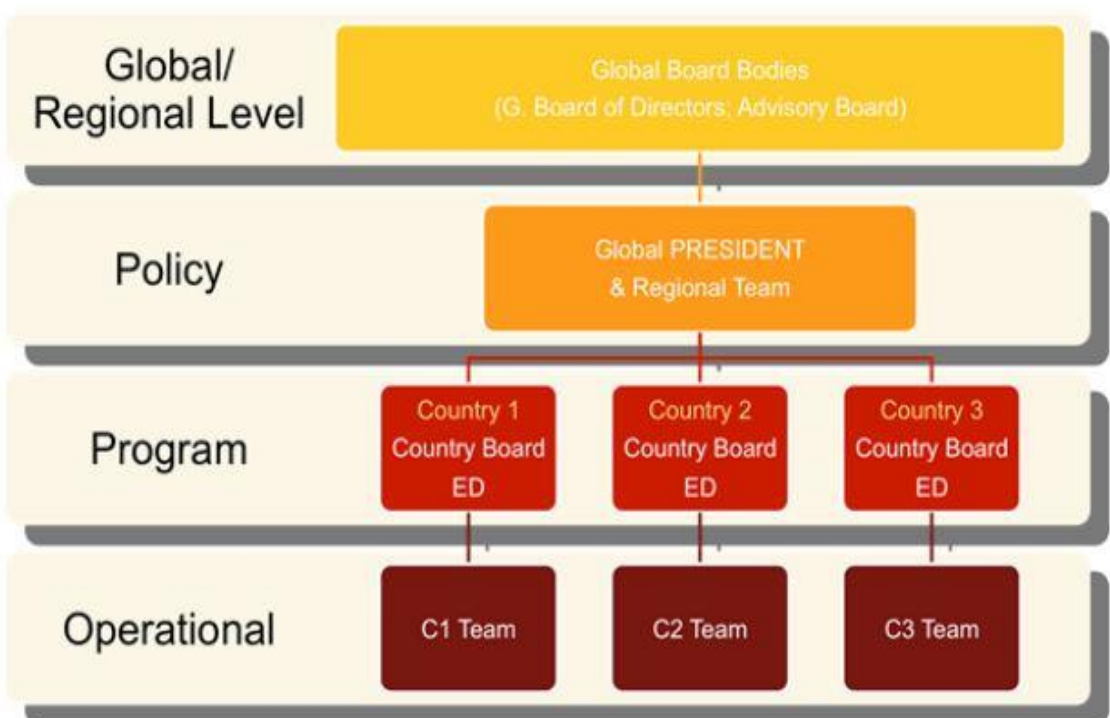 Global/
Regional Level
Global Board Bodies
(G. Board of Directors; Advisory Board)
Policy
Global PRESIDENT
& Regional Team
Program
Country 1
Country Board
ED
Country 2
Country Board
ED
Country 3
Country Board
ED
Operational
C1 Team
C2 Team
C3 Team